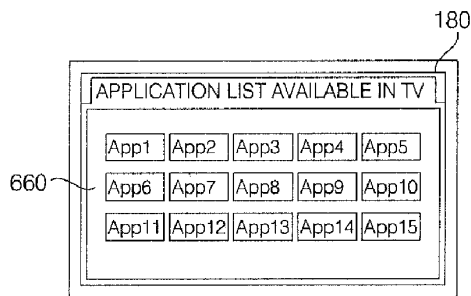 180
APPLICATION LIST AVAILABLE IN TV
App1 App2 App3 App4 App5
660
App6 App7 App8 App9 App10
App11 App12 App13 App14 App15